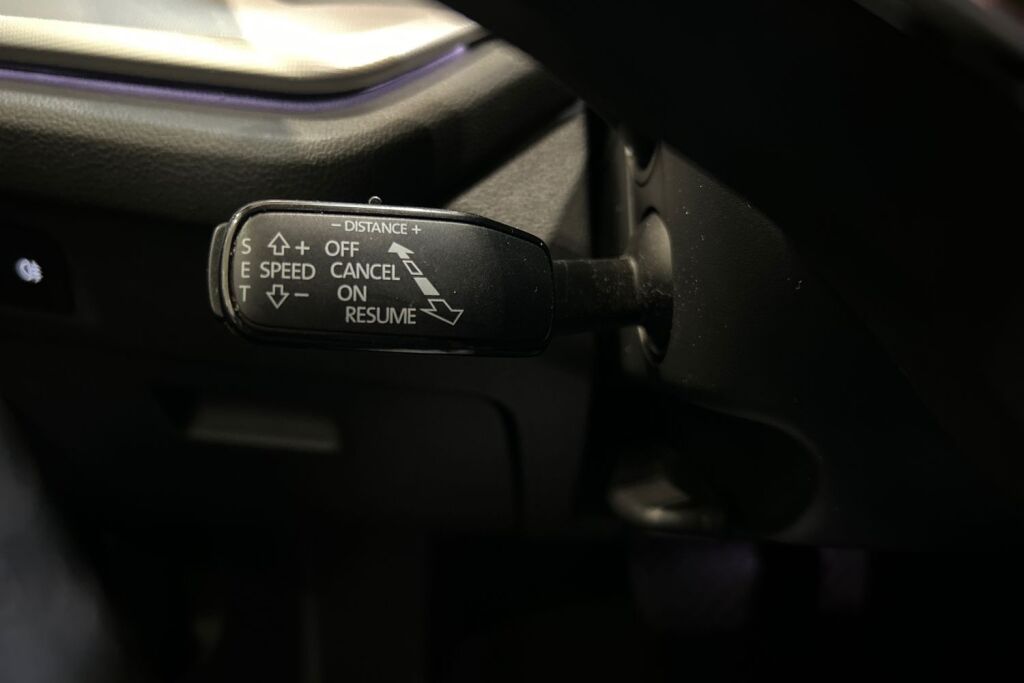 − DISTANCE +
S + OFF
E SPEED CANCEL
T − ON
RESUME